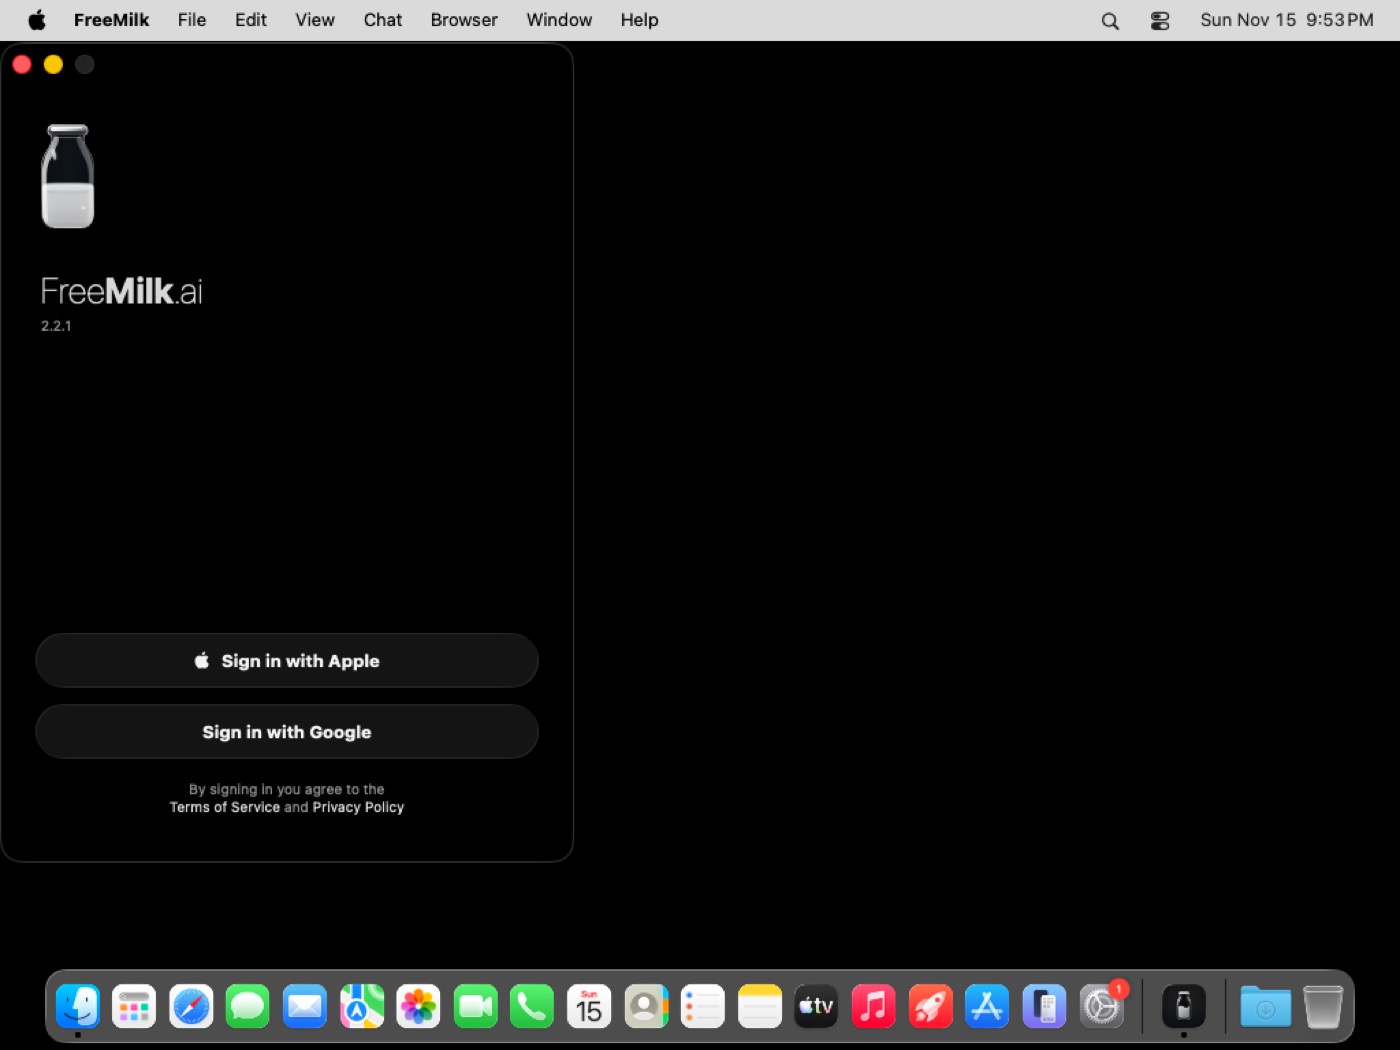 FreeMilk File Edit View Chat Browser Window Help Sun Nov 15 9:53 PM
FreeMilk.ai
2.2.1
Sign in with Apple
Sign in with Google
By signing in you agree to the
Terms of Service and Privacy Policy
Sun
15
tv
1